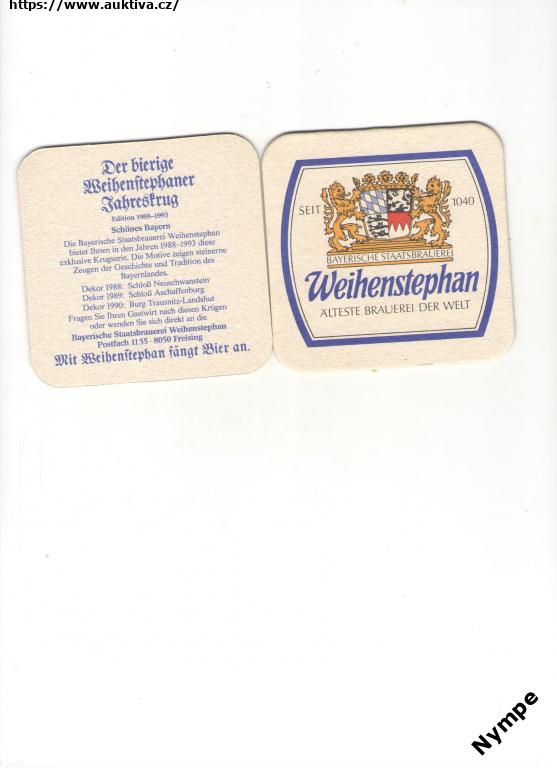 https://www.auktiva.cz/
Der bierige
Weihenstephaner
Jahreskrug
Edition 1988-1993
Schönes Bayern
Die Bayerische Staatsbrauerei Weihenstephan
bietet Ihnen in den Jahren 1988-1993 diese
exklusive Krugserie. Die Motive zeigen steinerne
Zeugen der Geschichte und Tradition des
Bayernlandes.
Dekor 1988: Schloß Neuschwanstein
Dekor 1989: Schloß Aschaffenburg
Dekor 1990: Burg Trausnitz-Landshut
Fragen Sie Ihren Gastwirt nach diesen Krügen
oder wenden Sie sich direkt an die
Bayerische Staatsbrauerei Weihenstephan
Postfach 1155 · 8050 Freising
Mit Weihenstephan fängt Bier an.
SEIT 1040
BAYERISCHE STAATSBRAUEREI
Weihenstephan
ÄLTESTE BRAUEREI DER WELT
Nympe